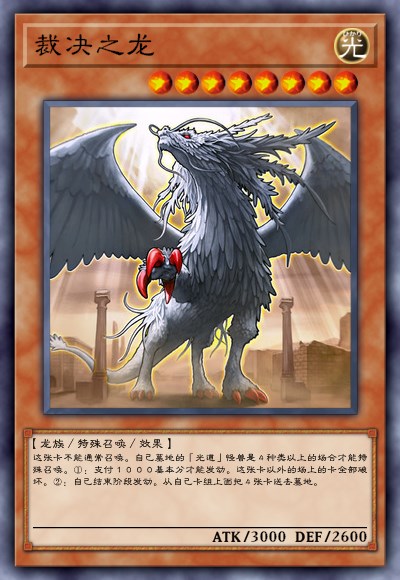 裁决之龙
光
【龙族／特殊召唤／效果】
这张卡不能通常召唤。自己墓地的「光道」怪兽是４种类以上的场合才能特
殊召唤。①：支付１０００基本分才能发动。这张卡以外的场上的卡全部破
坏。②：自己结束阶段发动。从自己卡组上面把４张卡送去墓地。
ATK/3000 DEF/2600